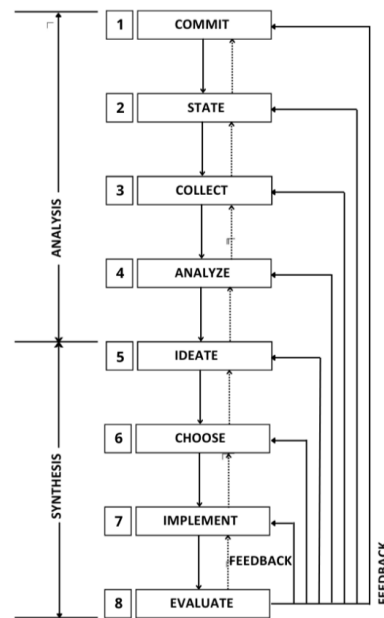 1 COMMIT
2 STATE
3 COLLECT
ANALYSIS
4 ANALYZE
5 IDEATE
6 CHOOSE
SYNTHESIS
7 IMPLEMENT
FEEDBACK
8 EVALUATE
FEEDBACK